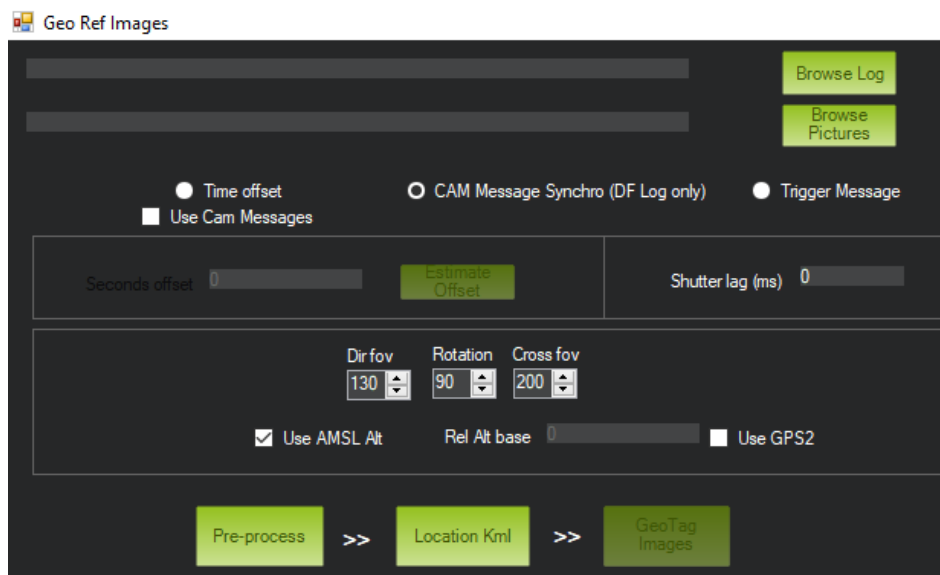 Geo Ref Images
Browse Log
Browse
Pictures
Time offset
CAM Message Synchro (DF Log only)
Trigger Message
Use Cam Messages
Seconds offset
0
Estimate
Offset
Shutter lag (ms)
0
Dir fov
Rotation
Cross fov
130
90
200
Use AMSL Alt
Rel Alt base
0
Use GPS2
Pre-process
>>
Location Kml
>>
GeoTag
Images